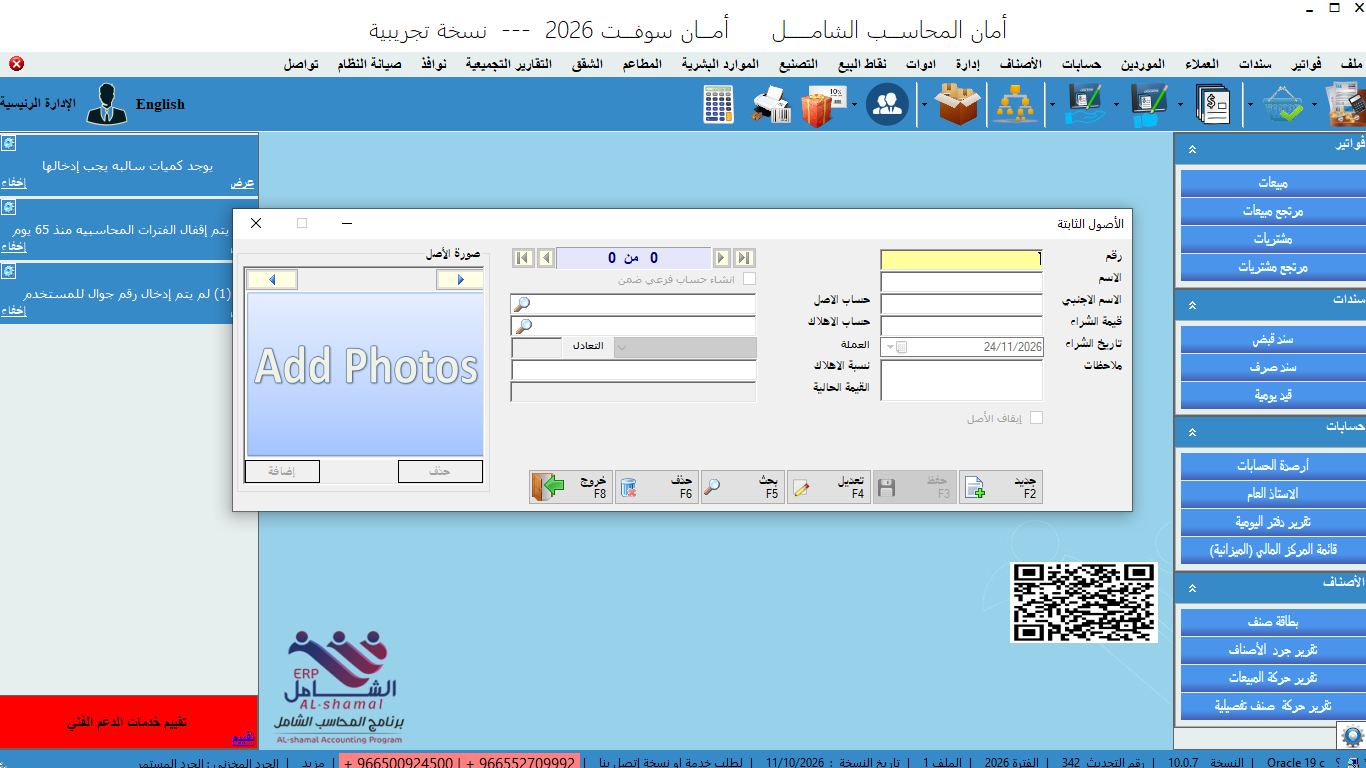 أمان المحاســب الشامــــل أمــان سوفــت 2026 --- نسخة تجريبية
ملف فواتير سندات العملاء الموردين حسابات الأصناف إدارة ادوات نقاط البيع التصنيع الموارد البشرية المطاعم الشقق التقارير التجميعية نوافذ صيانة النظام تواصل
English
الإدارة الرئيسية
10%
فواتير
مبيعات
مرتجع مبيعات
مشتريات
مرتجع مشتريات
سندات
سند قبض
سند صرف
قيد يومية
حسابات
أرصدة الحسابات
الاستاذ العام
تقرير دفتر اليومية
قائمة المركز المالي (الميزانية)
الأصناف
بطاقة صنف
تقرير جرد الأصناف
تقرير حركة المبيعات
تقرير حركة صنف تفصيلية
الأصول الثابتة
رقم
الاسم
الاسم الاجنبي
قيمة الشراء
تاريخ الشراء
24/11/2026
ملاحظات
إيقاف الأصل
0 من 0
انشاء حساب فرعي ضمن
حساب الاصل
حساب الاهلاك
العملة
التعادل
نسبة الاهلاك
القيمة الحالية
صورة الأصل
Add Photos
حذف
إضافة
جديد F2
حفظ F3
تعديل F4
بحث F5
حذف F6
خروج F8
يوجد كميات سالبه يجب إدخالها
عرض
إخفاء
يتم إقفال الفترات المحاسبيه منذ 65 يوم
إخفاء
(1) لم يتم إدخال رقم جوال للمستخدم
إخفاء
ERP
الشامل
AL-shamal
برنامج المحاسب الشامل
AL-shamal Accounting Program
تقييم خدمات الدعم الفني
تقييم
؟ Oracle 19 c | النسخة 10.0.7 | رقم التحديث 342 | الفترة 2026 | الملف 1 | تاريخ النسخة : 11/10/2026 | لطلب خدمة او نسخة إتصل بنا | + 966552709992 | + 966500924500 | مزيد | الجرد المخزني : الجرد المستمر